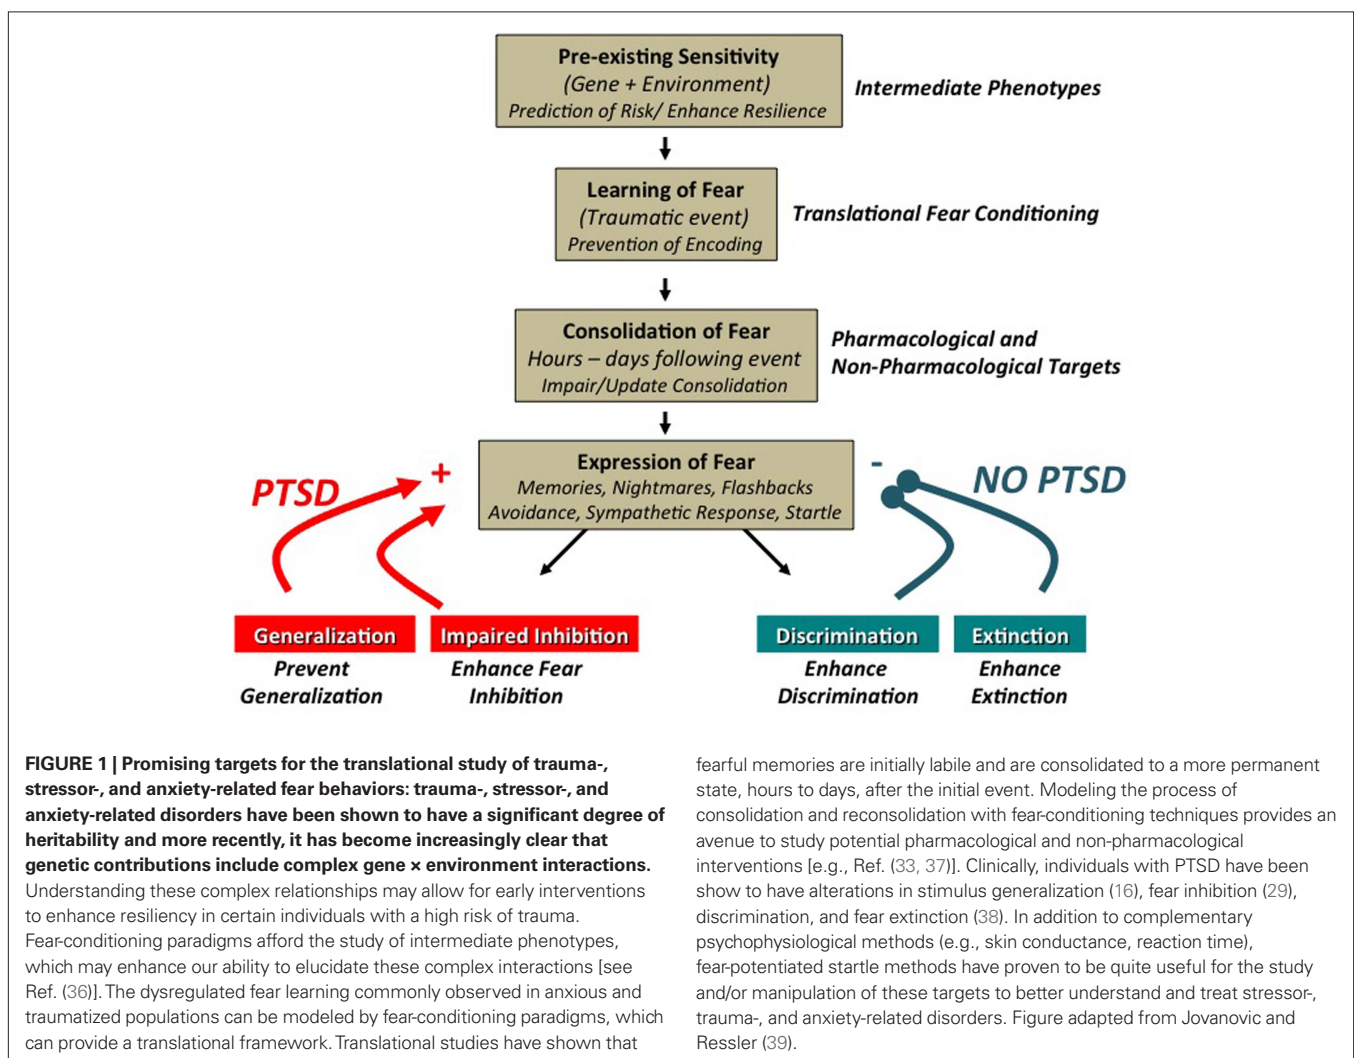 Pre-existing Sensitivity
(Gene + Environment)
Prediction of Risk/ Enhance Resilience
Intermediate Phenotypes
Learning of Fear
(Traumatic event)
Prevention of Encoding
Translational Fear Conditioning
Consolidation of Fear
Hours – days following event
Impair/Update Consolidation
Pharmacological and
Non-Pharmacological Targets
Expression of Fear
Memories, Nightmares, Flashbacks
Avoidance, Sympathetic Response, Startle
PTSD
+
-
NO PTSD
Generalization
Prevent
Generalization
Impaired Inhibition
Enhance Fear
Inhibition
Discrimination
Enhance
Discrimination
Extinction
Enhance
Extinction
FIGURE 1 | Promising targets for the translational study of trauma-,
stressor-, and anxiety-related fear behaviors: trauma-, stressor-, and
anxiety-related disorders have been shown to have a significant degree of
heritability and more recently, it has become increasingly clear that
genetic contributions include complex gene × environment interactions.
Understanding these complex relationships may allow for early interventions
to enhance resiliency in certain individuals with a high risk of trauma.
Fear-conditioning paradigms afford the study of intermediate phenotypes,
which may enhance our ability to elucidate these complex interactions [see
Ref. (36)]. The dysregulated fear learning commonly observed in anxious and
traumatized populations can be modeled by fear-conditioning paradigms, which
can provide a translational framework. Translational studies have shown that
fearful memories are initially labile and are consolidated to a more permanent
state, hours to days, after the initial event. Modeling the process of
consolidation and reconsolidation with fear-conditioning techniques provides an
avenue to study potential pharmacological and non-pharmacological
interventions [e.g., Ref. (33, 37)]. Clinically, individuals with PTSD have been
show to have alterations in stimulus generalization (16), fear inhibition (29),
discrimination, and fear extinction (38). In addition to complementary
psychophysiological methods (e.g., skin conductance, reaction time),
fear-potentiated startle methods have proven to be quite useful for the study
and/or manipulation of these targets to better understand and treat stressor-,
trauma-, and anxiety-related disorders. Figure adapted from Jovanovic and
Ressler (39).